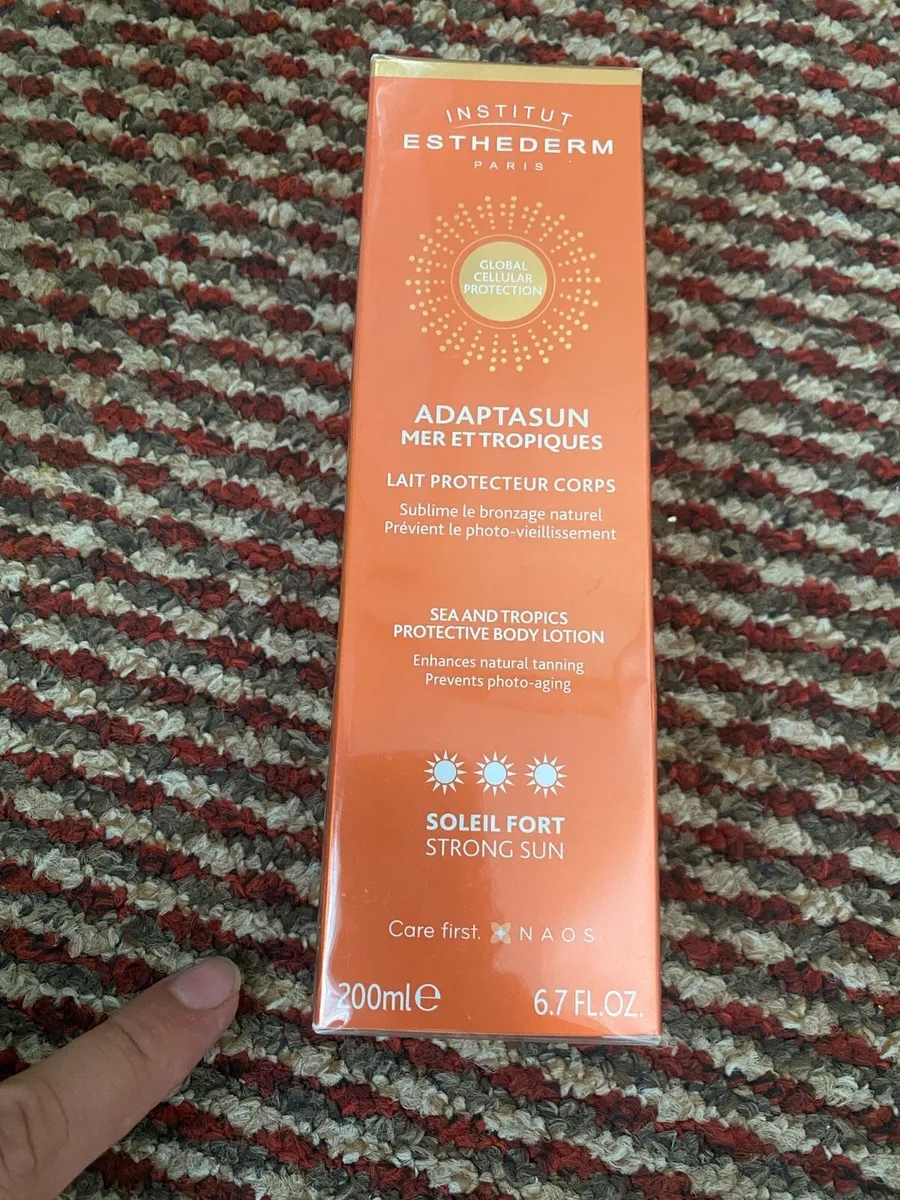 INSTITUT
ESTHEDERM
PARIS
GLOBAL
CELLULAR
PROTECTION
ADAPTASUN
MER ET TROPIQUES
LAIT PROTECTEUR CORPS
Sublime le bronzage naturel
Prévient le photo-vieillissement
SEA AND TROPICS
PROTECTIVE BODY LOTION
Enhances natural tanning
Prevents photo-aging
SOLEIL FORT
STRONG SUN
Care first. NAOS
200ml℮ 6.7 FL.OZ.